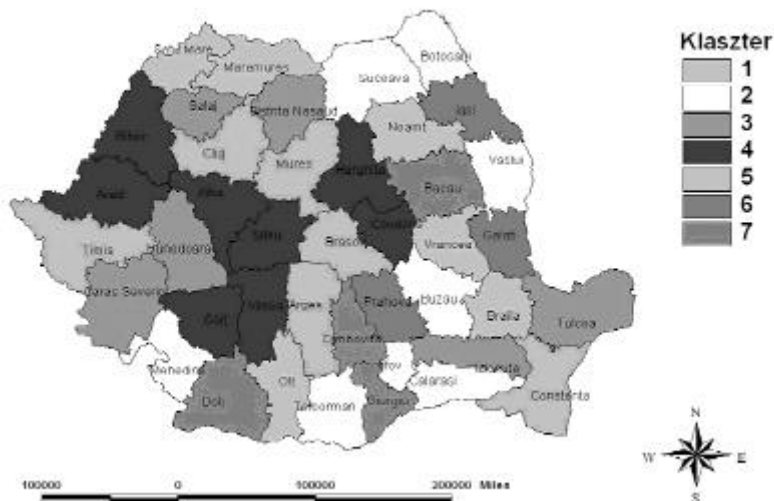 Satu Mare
Maramures
Suceava
Botosani
Salaj
Bistrita Nasaud
Iasi
Neamt
Bihor
Cluj
Mures
Harghita
Bacau
Vaslui
Arad
Alba
Sibiu
Brasov
Covasna
Vrancea
Galati
Timis
Hunedoara
Caras Severin
Gorj
Arges
Prahova
Buzau
Braila
Tulcea
Dambovita
Mehedinti
Olt
Ialomita
Calarasi
Constanta
Dolj
Teleorman
Giurgiu
Klaszter
1
2
3
4
5
6
7
N
W
E
S
100000 0 100000 200000 Miles